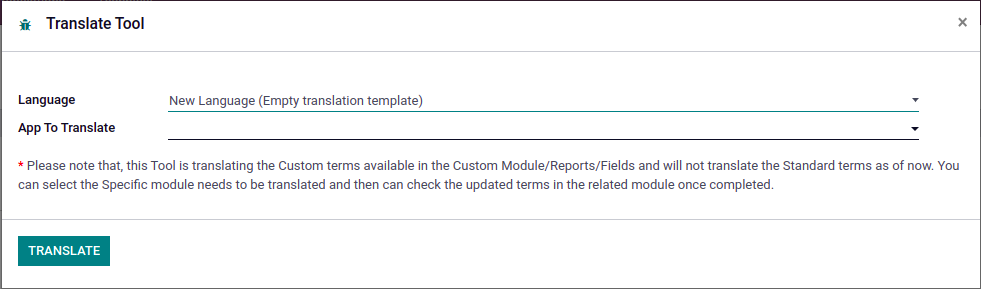 Translate Tool ×
Language New Language (Empty translation template)
App To Translate
* Please note that, this Tool is translating the Custom terms available in the Custom Module/Reports/Fields and will not translate the Standard terms as of now. You
can select the Specific module needs to be translated and then can check the updated terms in the related module once completed.
TRANSLATE